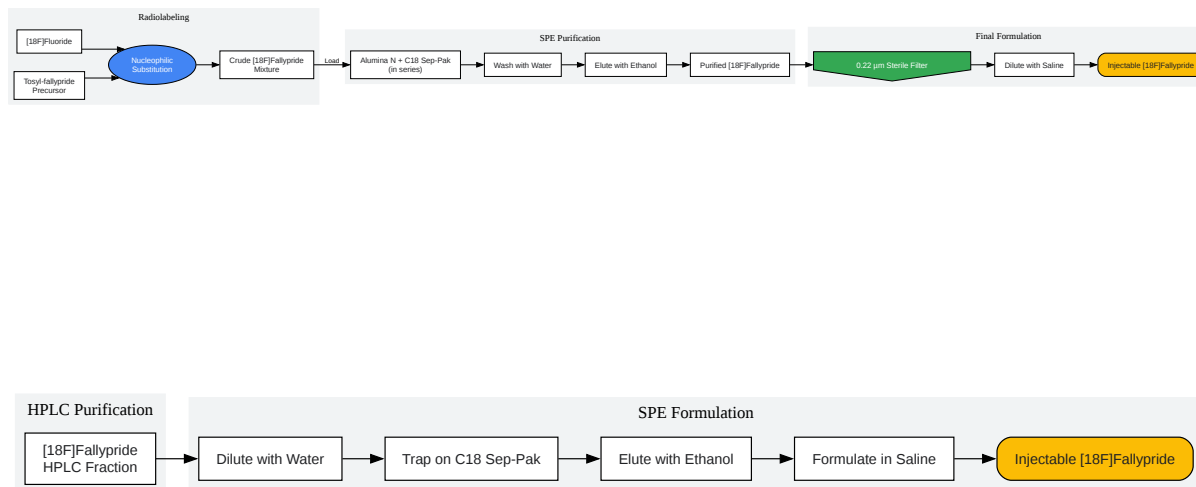 Radiolabeling
[18F]Fluoride
Tosyl-fallypride
Precursor
Nucleophilic
Substitution
Crude [18F]Fallypride
Mixture
Load
SPE Purification
Alumina N + C18 Sep-Pak
(in series)
Wash with Water
Elute with Ethanol
Purified [18F]Fallypride
Final Formulation
0.22 µm Sterile Filter
Dilute with Saline
Injectable [18F]Fallypride
HPLC Purification
[18F]Fallypride
HPLC Fraction
SPE Formulation
Dilute with Water
Trap on C18 Sep-Pak
Elute with Ethanol
Formulate in Saline
Injectable [18F]Fallypride